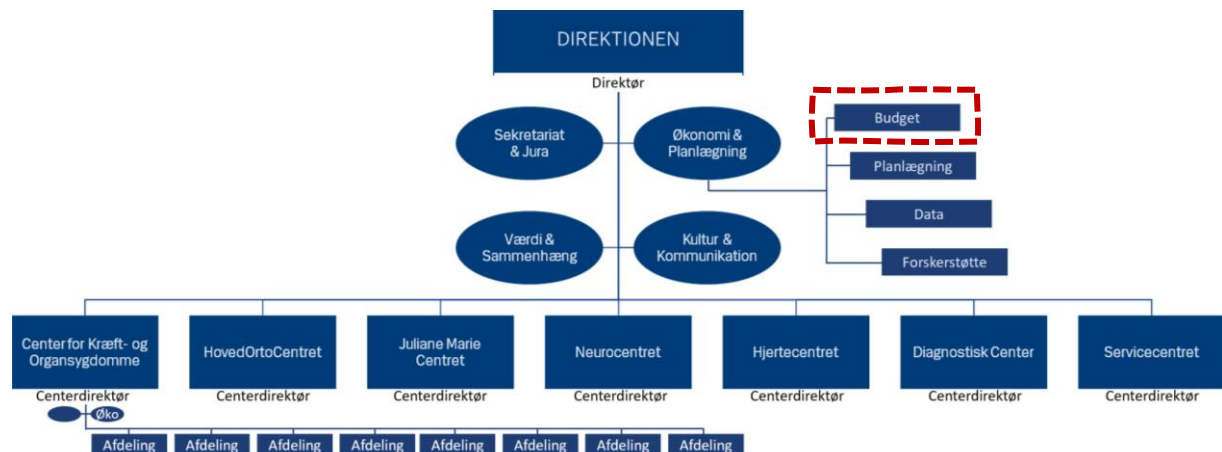 DIREKTIONEN
Direktør
Sekretariat
& Jura
Økonomi &
Planlægning
Budget
Planlægning
Data
Forskerstøtte
Værdi &
Sammenhæng
Kultur &
Kommunikation
Center for Kræft- og
Organsygdomme
HovedOrtoCentret
Juliane Marie
Centret
Neurocentret
Hjertecentret
Diagnostisk Center
Servicecentret
Centerdirektør
Centerdirektør
Centerdirektør
Centerdirektør
Centerdirektør
Centerdirektør
Centerdirektør
Øko
Afdeling
Afdeling
Afdeling
Afdeling
Afdeling
Afdeling
Afdeling
Afdeling